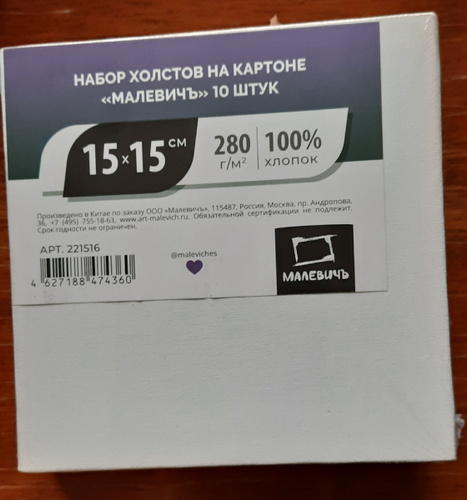 НАБОР ХОЛСТОВ НА КАРТОНЕ
«МАЛЕВИЧЪ» 10 ШТУК
15×15 СМ
280 г/м²
100% ХЛОПОК
Произведено в Китае по заказу ООО «Малевичъ», 115487, Россия, Москва, пр. Андропова,
36, +7 (495) 755-18-63, www.art-malevich.ru. Обязательной сертификации не подлежит.
Срок годности не ограничен.
АРТ. 221516
4 627188 474360
@maleviches
МАЛЕВИЧЪ